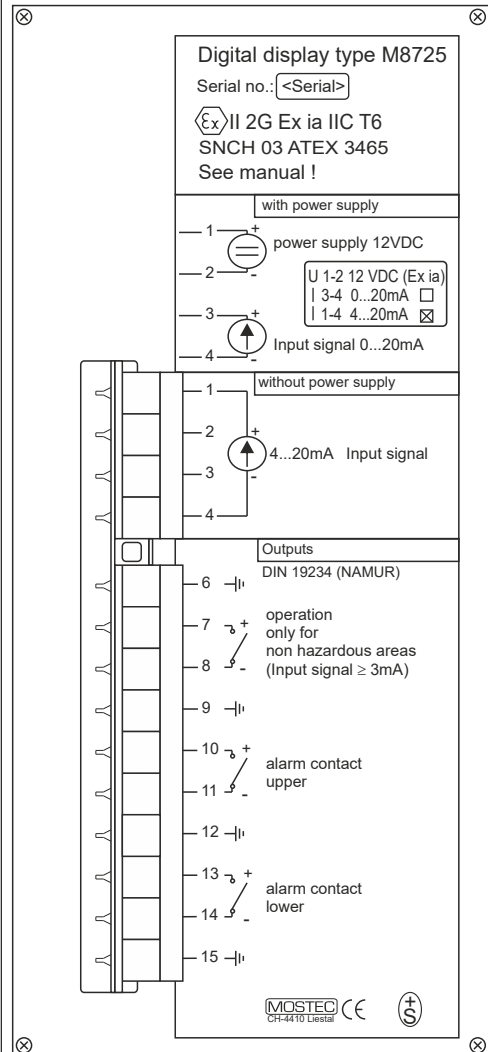 Digital display type M8725
Serial no.: <Serial>
Ex II 2G Ex ia IIC T6
SNCH 03 ATEX 3465
See manual !
with power supply
1 +
power supply 12VDC
2 -
U 1-2 12 VDC (Ex ia)
I 3-4 0...20mA ☐
I 1-4 4...20mA ☒
3 +
Input signal 0...20mA
4 -
without power supply
1
2 +
4...20mA Input signal
3 -
4
Outputs
DIN 19234 (NAMUR)
6
operation
7 +
only for
non hazardous areas
8 -
(Input signal ≥ 3mA)
9
10 +
alarm contact
upper
11 -
12
13 +
alarm contact
lower
14 -
15
MOSTEC CE +S
CH-4410 Liestal